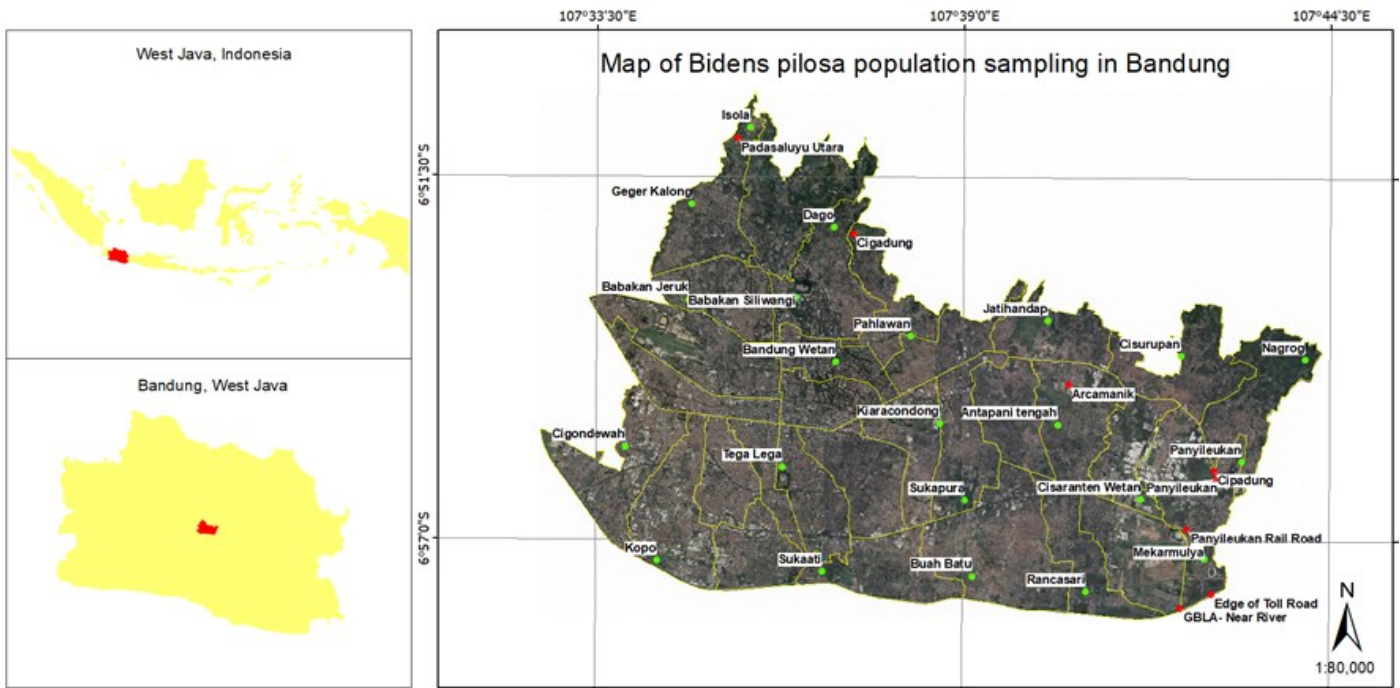 West Java, Indonesia
Bandung, West Java
107°33'30"E
107°39'0"E
107°44'30"E
6°51'30"S
6°57'0"S
Map of Bidens pilosa population sampling in Bandung
Isola
Padasaluyu Utara
Geger Kalong
Dago
Cigadung
Babakan Jeruk
Babakan Siliwangi
Jatihandap
Pahlawan
Bandung Wetan
Cisurupan
Nagrog
Arcamanik
Kiaracondong
Antapani tengah
Cigondewah
Tega Lega
Panyileukan
Cipadung
Sukapura
Cisaranten Wetan
Panyileukan
Panyileukan Rail Road
Mekarmulya
Kopo
Sukaati
Buah Batu
Rancasari
Edge of Toll Road
GBLA- Near River
N
1:80,000